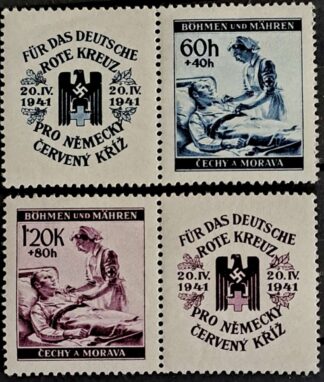 FÜR DAS DEUTSCHE
ROTE KREUZ
20.IV. 20.IV.
1941 1941
PRO NĚMECKÝ
ČERVENÝ KŘÍŽ
BÖHMEN UND MÄHREN
60h
+40h
ČECHY A MORAVA
BÖHMEN UND MÄHREN
1'20K
+80h
ČECHY A MORAVA
FÜR DAS DEUTSCHE
ROTE KREUZ
20.IV. 20.IV.
1941 1941
PRO NĚMECKÝ
ČERVENÝ KŘÍŽ